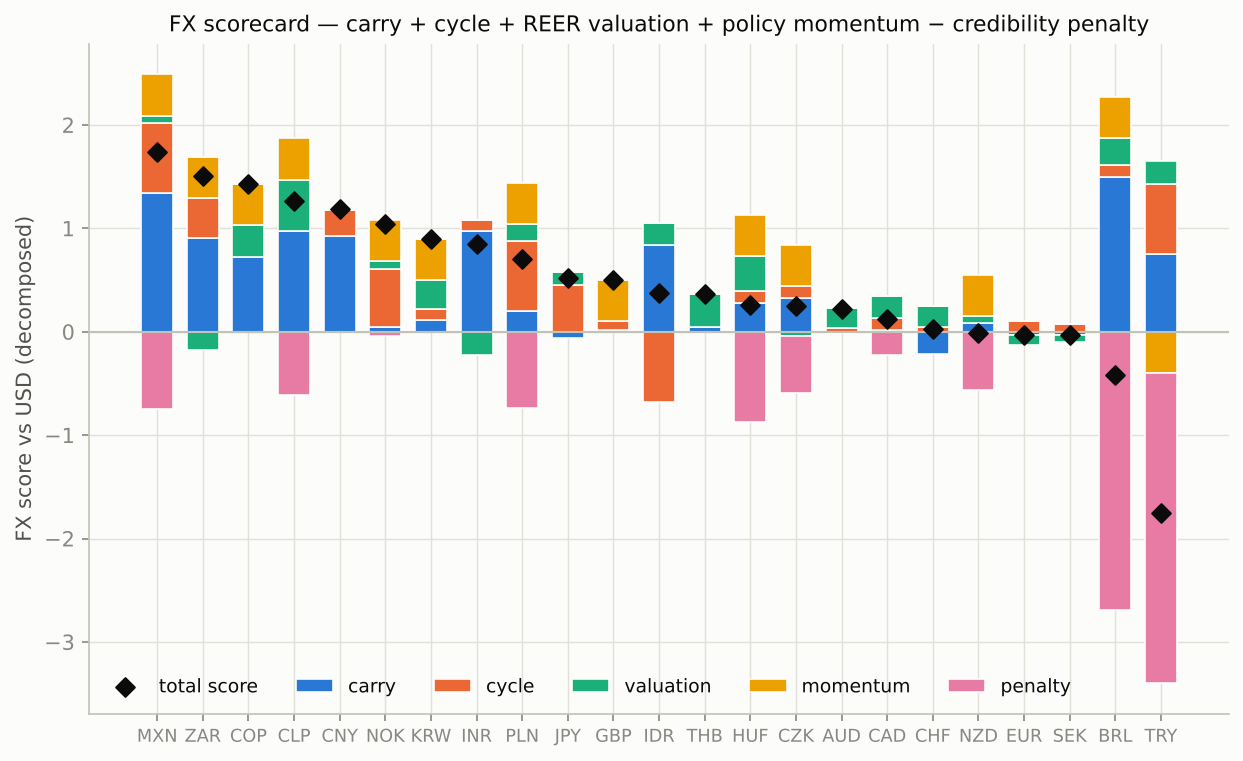 FX scorecard — carry + cycle + REER valuation + policy momentum − credibility penalty
FX score vs USD (decomposed)
2
1
0
−1
−2
−3
total score carry cycle valuation momentum penalty
MXN ZAR COP CLP CNY NOK KRW INR PLN JPY GBP IDR THB HUF CZK AUD CAD CHF NZD EUR SEK BRL TRY